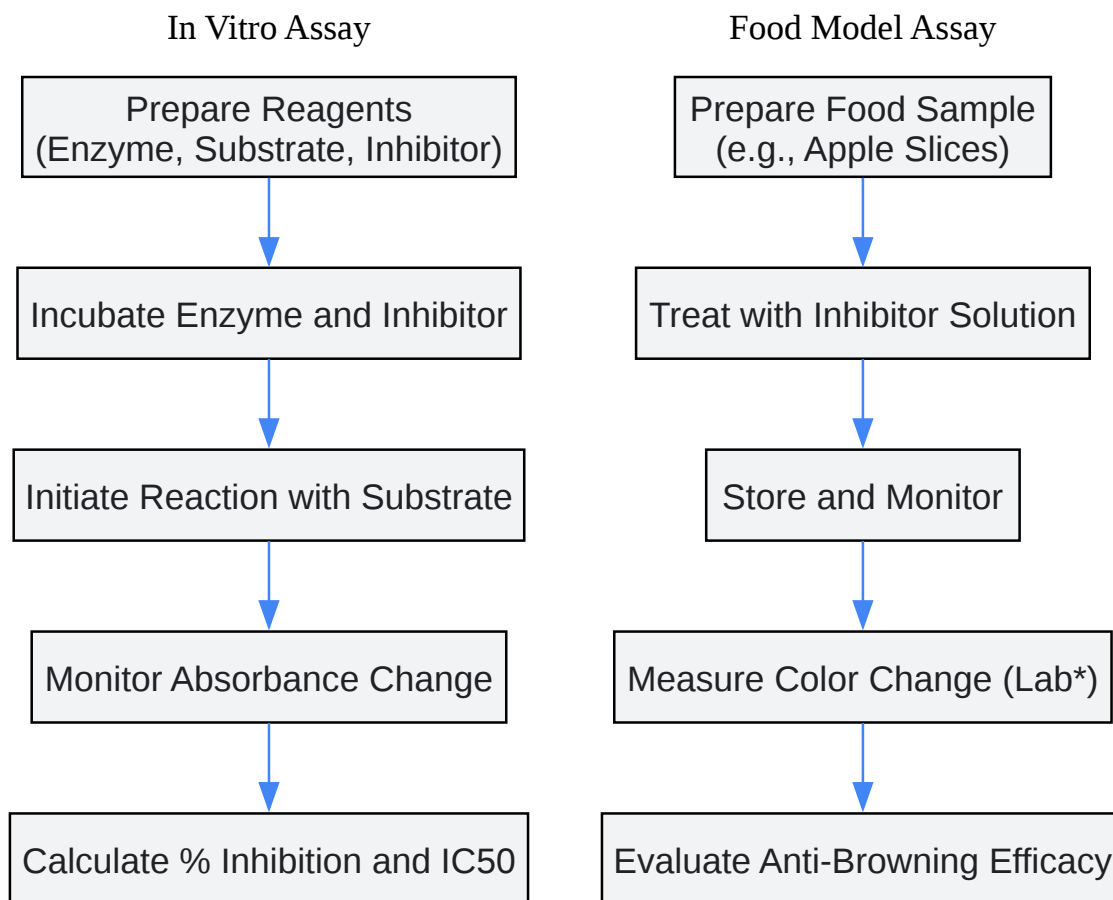 In Vitro Assay
Prepare Reagents
(Enzyme, Substrate, Inhibitor)
Incubate Enzyme and Inhibitor
Initiate Reaction with Substrate
Monitor Absorbance Change
Calculate % Inhibition and IC50
Food Model Assay
Prepare Food Sample
(e.g., Apple Slices)
Treat with Inhibitor Solution
Store and Monitor
Measure Color Change (Lab*)
Evaluate Anti-Browning Efficacy